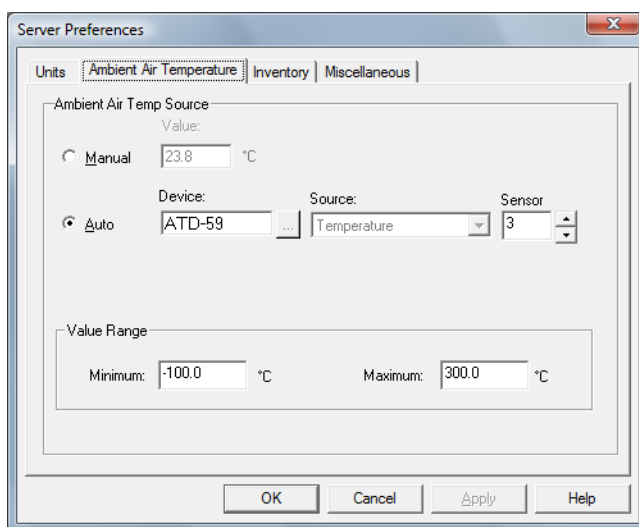 Server Preferences
Units Ambient Air Temperature Inventory Miscellaneous
Ambient Air Temp Source
Value:
Manual 23.8 °C
Device: Source: Sensor
Auto ATD-59 ... Temperature 3
Value Range
Minimum: -100.0 °C Maximum: 300.0 °C
OK Cancel Apply Help